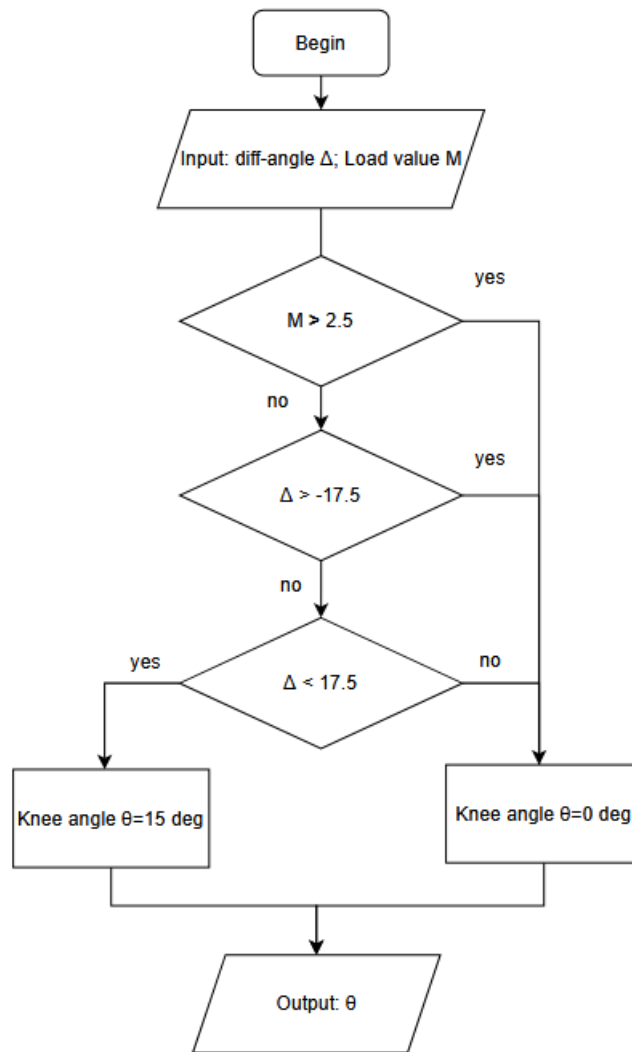 Begin
Input: diff-angle Δ; Load value M
yes
M > 2.5
no
yes
Δ > -17.5
no
yes
no
Δ < 17.5
Knee angle θ=15 deg
Knee angle θ=0 deg
Output: θ